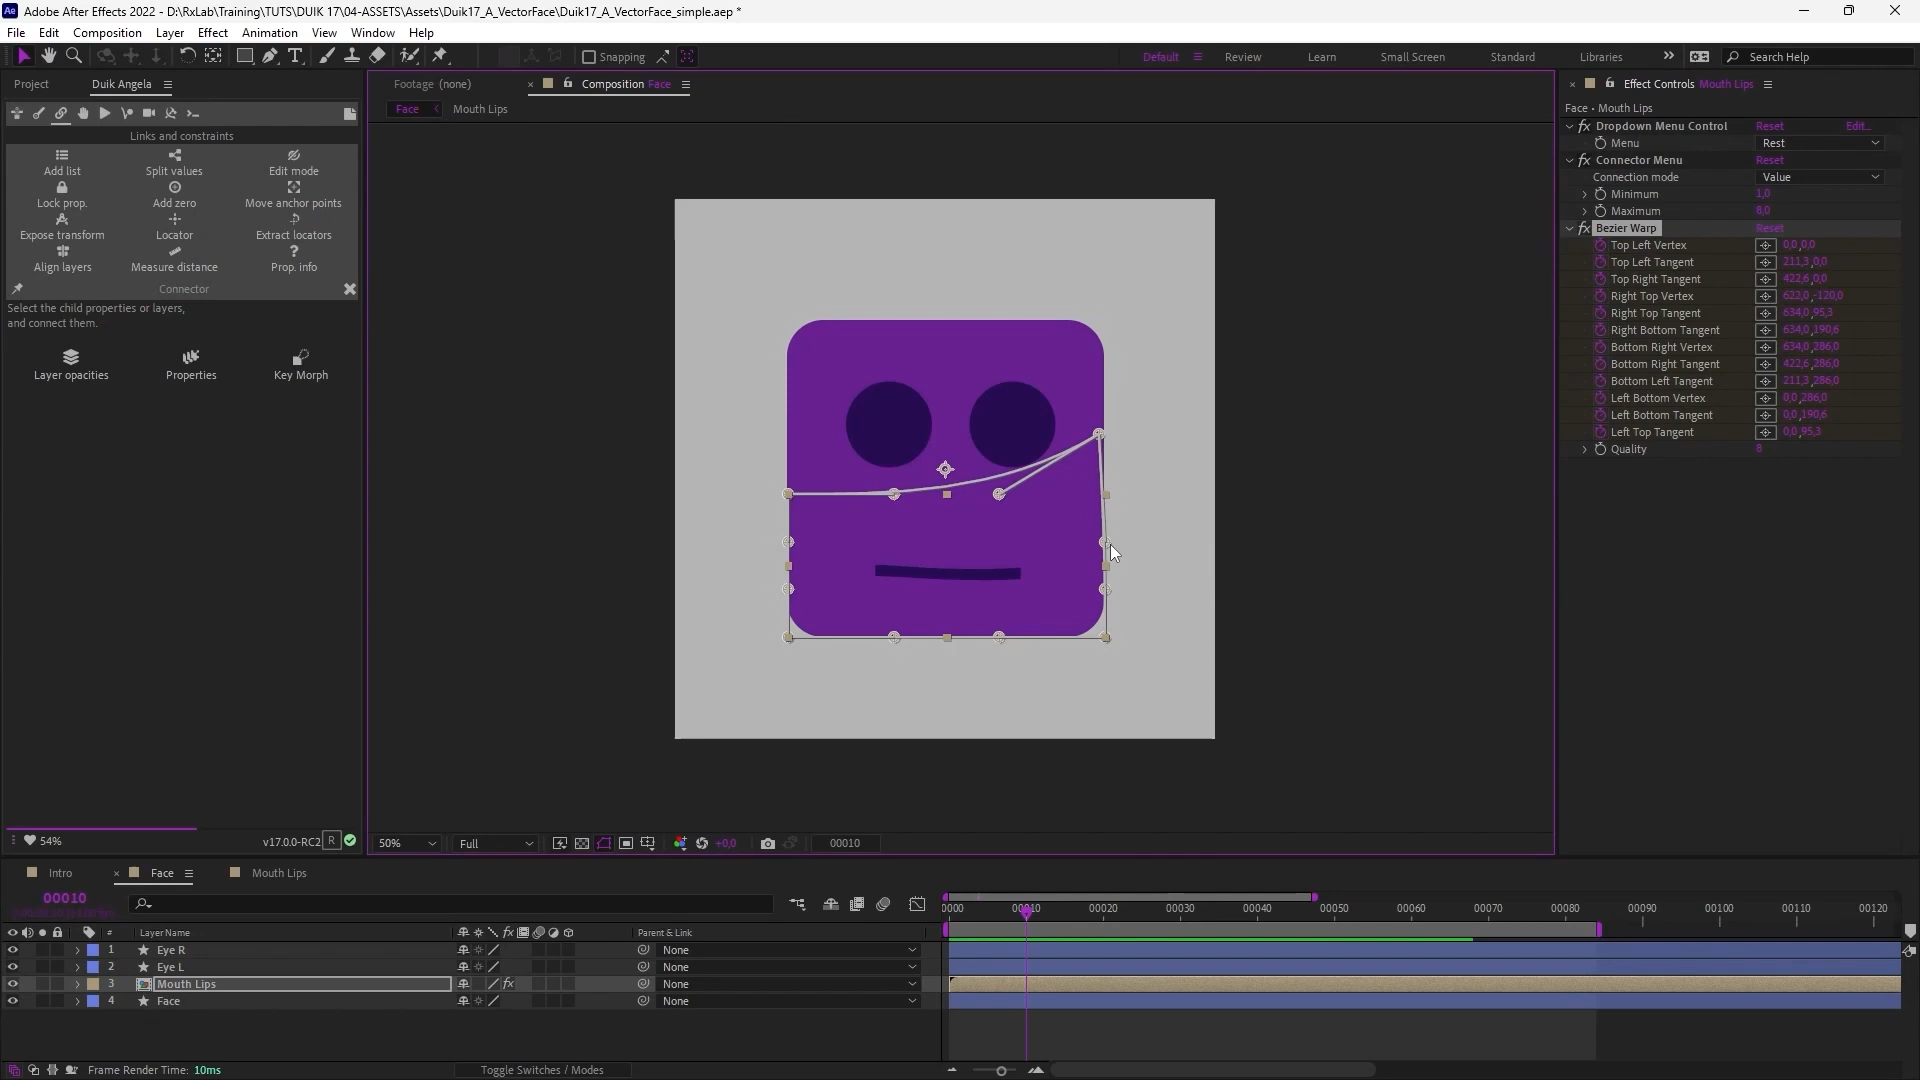 Adobe After Effects 2022 - D:\RxLab\Training\TUTS\DUIK 17\04-ASSETS\Assets\Duik17_A_VectorFace\Duik17_A_VectorFace_simple.aep *
File Edit Composition Layer Effect Animation View Window Help
Snapping Default Review Learn Small Screen Standard Libraries Search Help
Project Duik Angela
Footage (none) Composition Face
Effect Controls Mouth Lips
Face Mouth Lips
Face • Mouth Lips
Links and constraints
Add list Split values Edit mode
Lock prop. Add zero Move anchor points
Expose transform Locator Extract locators
Align layers Measure distance Prop. info
Connector
Select the child properties or layers,
and connect them.
Layer opacities Properties Key Morph
fx Dropdown Menu Control Reset Edit...
Menu Rest
fx Connector Menu Reset
Connection mode Value
Minimum 1,0
Maximum 8,0
fx Bezier Warp Reset
Top Left Vertex 0,0,0,0
Top Left Tangent 211,3,0,0
Top Right Tangent 422,6,0,0
Right Top Vertex 622,0,-120,0
Right Top Tangent 634,0,95,3
Right Bottom Tangent 634,0,190,6
Bottom Right Vertex 634,0,286,0
Bottom Right Tangent 422,6,286,0
Bottom Left Tangent 211,3,286,0
Left Bottom Vertex 0,0,286,0
Left Bottom Tangent 0,0,190,6
Left Top Tangent 0,0,95,3
Quality 8
54% v17.0.0-RC2 R
50% Full +0,0 00010
Intro Face Mouth Lips
00010
0000 00010 00020 00030 00040 00050 00060 00070 00080 00090 00100 00110 00120
# Layer Name fx Parent & Link
1 Eye R None
2 Eye L None
3 Mouth Lips fx None
4 Face None
Frame Render Time: 10ms Toggle Switches / Modes